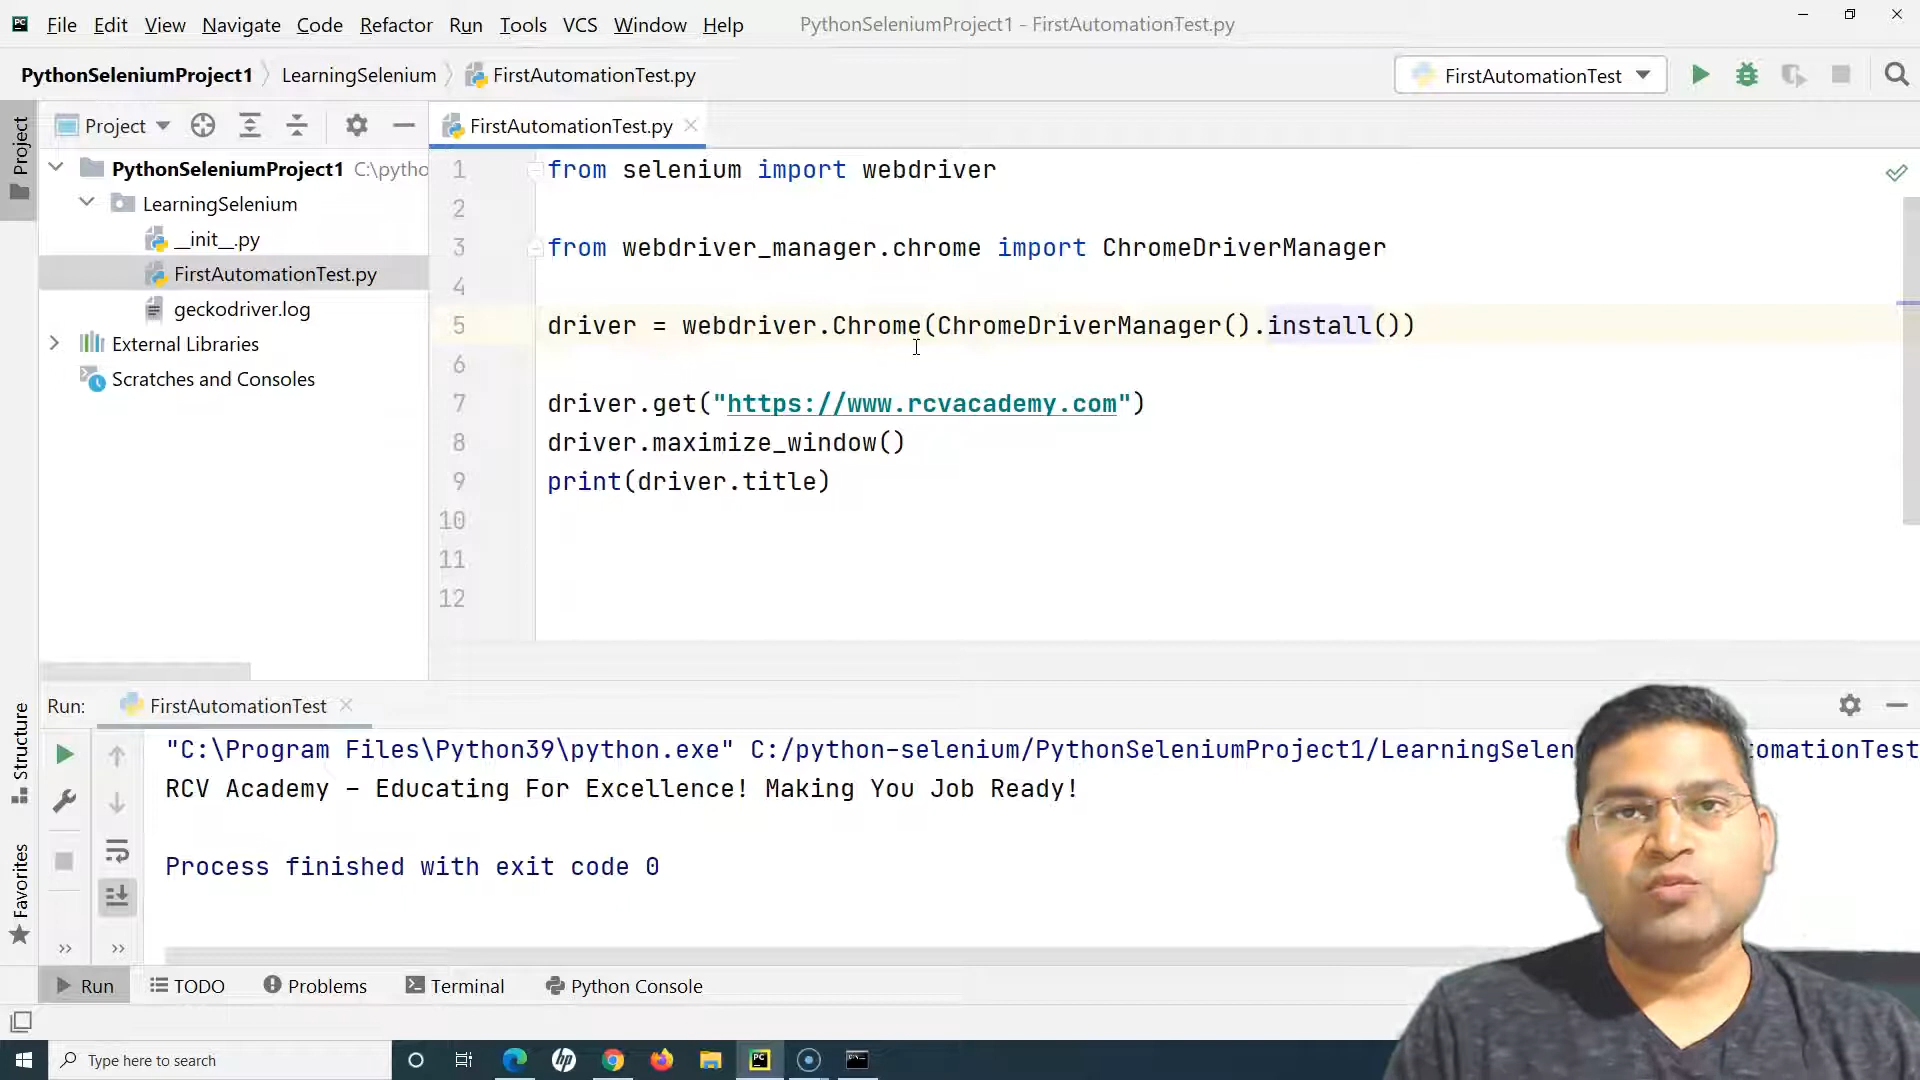 File Edit View Navigate Code Refactor Run Tools VCS Window Help PythonSeleniumProject1 - FirstAutomationTest.py
PythonSeleniumProject1 LearningSelenium FirstAutomationTest.py FirstAutomationTest
Project
Project
FirstAutomationTest.py
PythonSeleniumProject1 C:\pytho
LearningSelenium
__init__.py
FirstAutomationTest.py
geckodriver.log
External Libraries
Scratches and Consoles
1 from selenium import webdriver
2
3 from webdriver_manager.chrome import ChromeDriverManager
4
5 driver = webdriver.Chrome(ChromeDriverManager().install())
6
7 driver.get("https://www.rcvacademy.com")
8 driver.maximize_window()
9 print(driver.title)
10
11
12
Structure
Favorites
Run: FirstAutomationTest
"C:\Program Files\Python39\python.exe" C:/python-selenium/PythonSeleniumProject1/LearningSelen omationTest
RCV Academy - Educating For Excellence! Making You Job Ready!
Process finished with exit code 0
Run TODO Problems Terminal Python Console
Type here to search